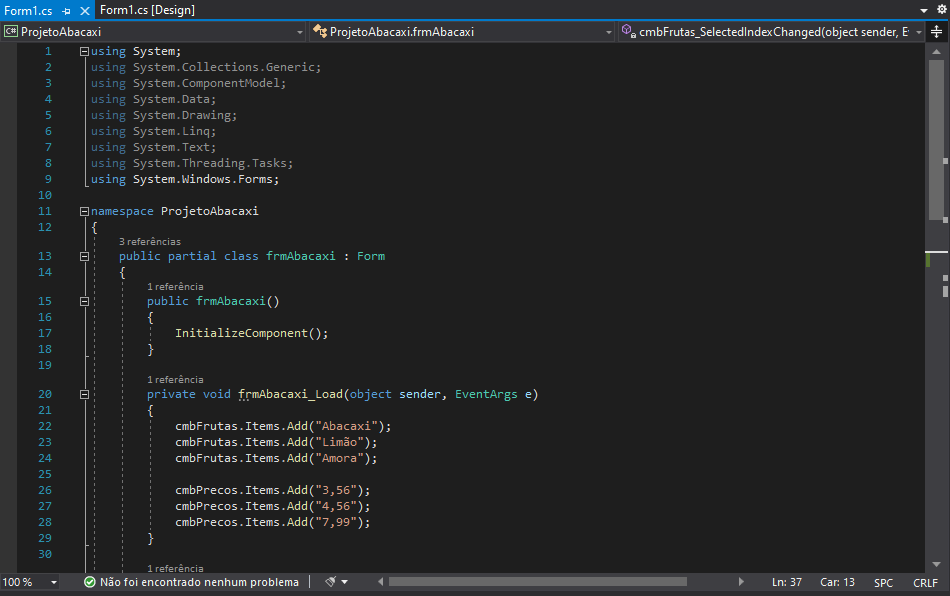 Form1.cs
Form1.cs [Design]
ProjetoAbacaxi
ProjetoAbacaxi.frmAbacaxi
cmbFrutas_SelectedIndexChanged(object sender, E
1 using System;
2 using System.Collections.Generic;
3 using System.ComponentModel;
4 using System.Data;
5 using System.Drawing;
6 using System.Linq;
7 using System.Text;
8 using System.Threading.Tasks;
9 using System.Windows.Forms;
10
11 namespace ProjetoAbacaxi
12 {
3 referências
13 public partial class frmAbacaxi : Form
14 {
1 referência
15 public frmAbacaxi()
16 {
17 InitializeComponent();
18 }
19
1 referência
20 private void frmAbacaxi_Load(object sender, EventArgs e)
21 {
22 cmbFrutas.Items.Add("Abacaxi");
23 cmbFrutas.Items.Add("Limão");
24 cmbFrutas.Items.Add("Amora");
25
26 cmbPrecos.Items.Add("3,56");
27 cmbPrecos.Items.Add("4,56");
28 cmbPrecos.Items.Add("7,99");
29 }
30
1 referência
100 %
Não foi encontrado nenhum problema
Ln: 37
Car: 13
SPC
CRLF